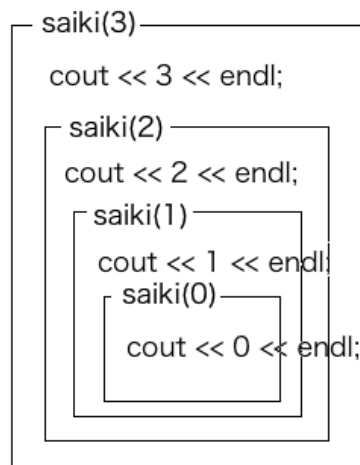 saiki(3)
cout << 3 << endl;
saiki(2)
cout << 2 << endl;
saiki(1)
cout << 1 << endl;
saiki(0)
cout << 0 << endl;